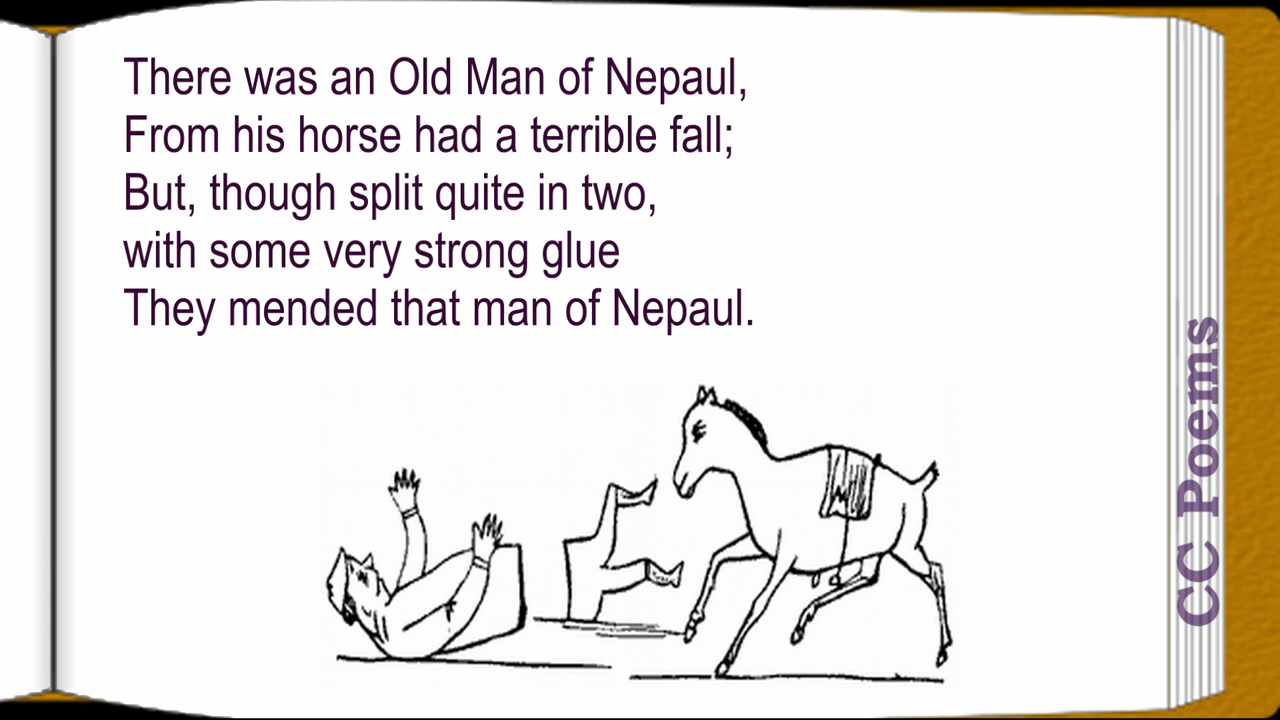 There was an Old Man of Nepaul,
From his horse had a terrible fall;
But, though split quite in two,
with some very strong glue
They mended that man of Nepaul.
CC Poems